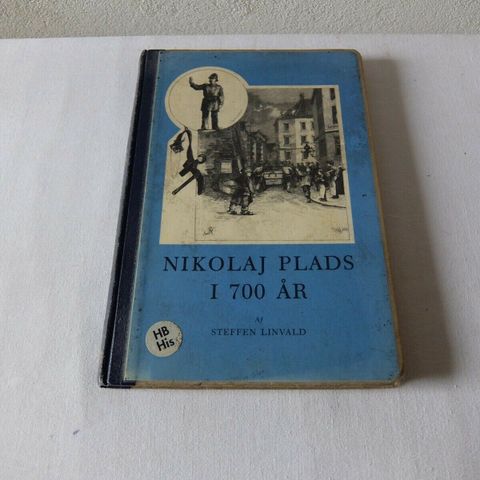 NIKOLAJ PLADS
I 700 ÅR
Af
STEFFEN LINVALD
HB
His